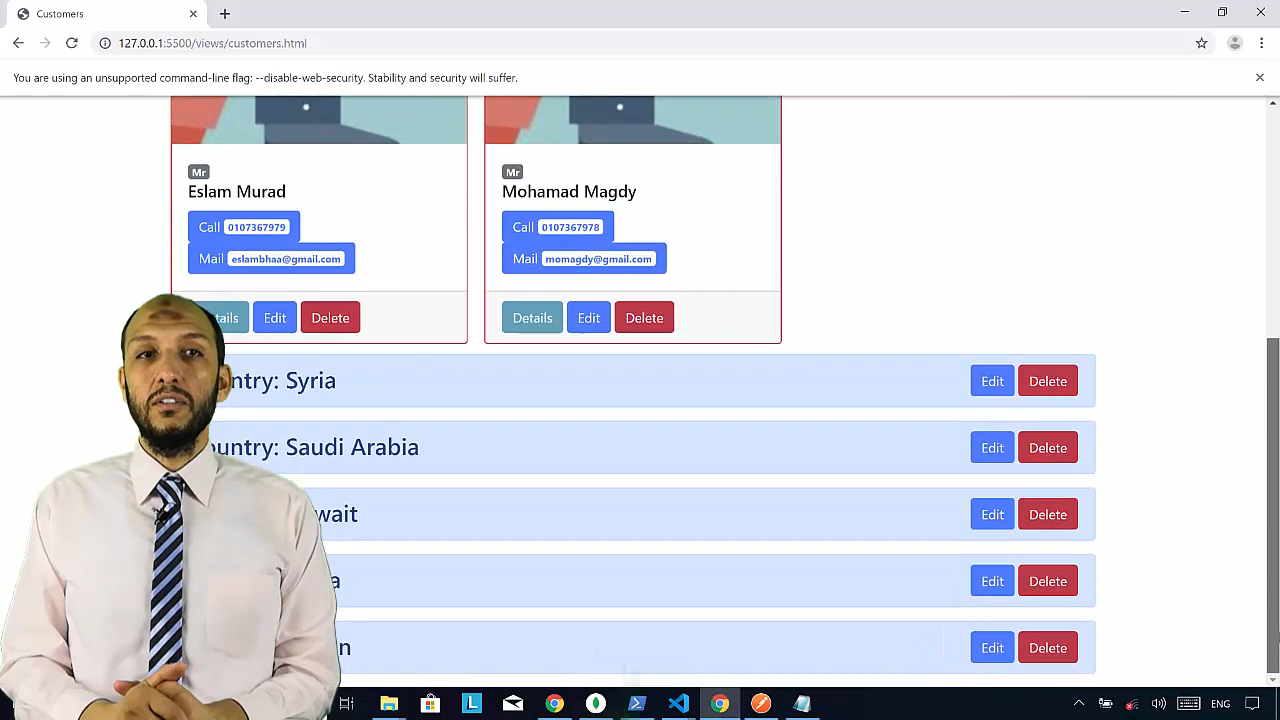 Customers
127.0.0.1:5500/views/customers.html
You are using an unsupported command-line flag: --disable-web-security. Stability and security will suffer.
Mr
Eslam Murad
Call 0107367979
Mail eslambhaa@gmail.com
Edit Delete
Mr
Mohamad Magdy
Call 0107367978
Mail momagdy@gmail.com
Details Edit Delete
Syria Edit Delete
Saudi Arabia Edit Delete
Edit Delete
Edit Delete
Edit Delete
L ENG